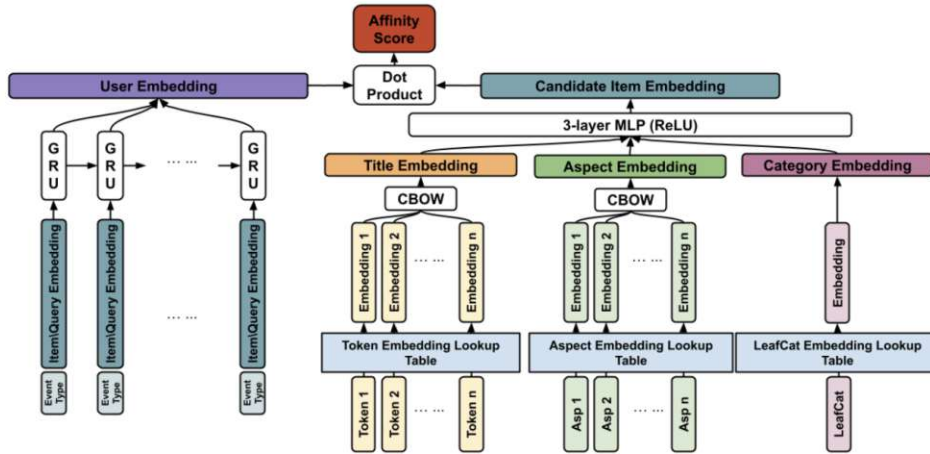 Affinity
Score
User Embedding
Dot
Product
Candidate Item Embedding
3-layer MLP (ReLU)
G
R
U
G
R
U
... ...
G
R
U
Title Embedding
Aspect Embedding
Category Embedding
CBOW
CBOW
Item\Query Embedding
Item\Query Embedding
... ...
Item\Query Embedding
Embedding 1
Embedding 2
... ...
Embedding n
Embedding 1
Embedding 2
... ...
Embedding n
Embedding
Token Embedding Lookup
Table
Aspect Embedding Lookup
Table
LeafCat Embedding Lookup
Table
Event
Type
Event
Type
Event
Type
Token 1
Token 2
... ...
Token n
Asp 1
Asp 2
... ...
Asp n
LeafCat